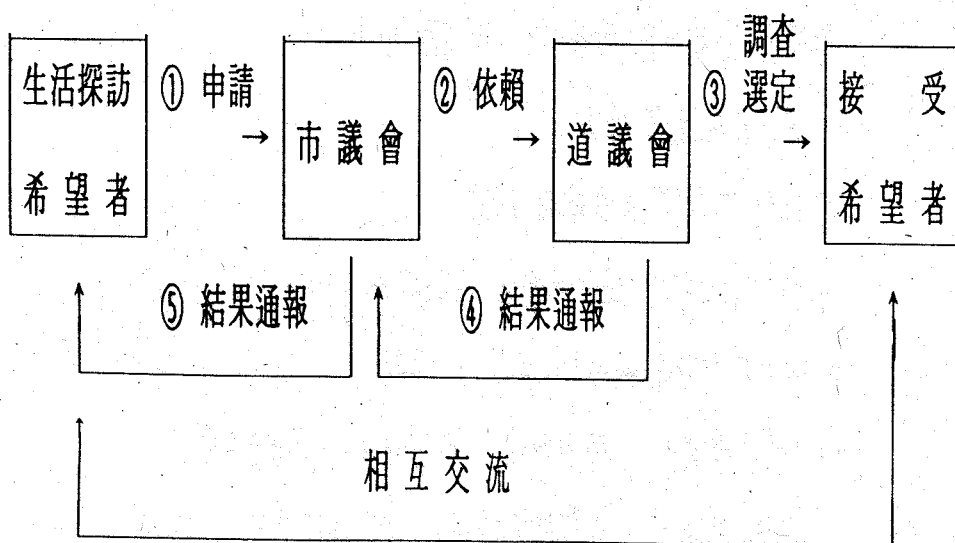 生活探訪
希望者
① 申請
→
市議會
② 依賴
→
道議會
③ 調査
選定
→
接受
希望者
⑤ 結果通報
④ 結果通報
相互交流